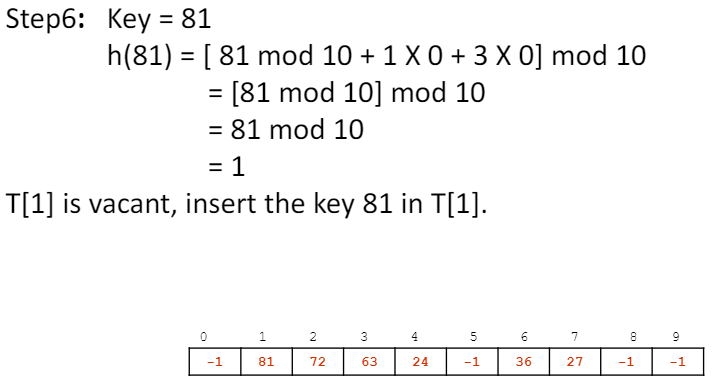 Step6: Key = 81
h(81) = [ 81 mod 10 + 1 X 0 + 3 X 0] mod 10
= [81 mod 10] mod 10
= 81 mod 10
= 1
T[1] is vacant, insert the key 81 in T[1].
0 1 2 3 4 5 6 7 8 9
-1 81 72 63 24 -1 36 27 -1 -1